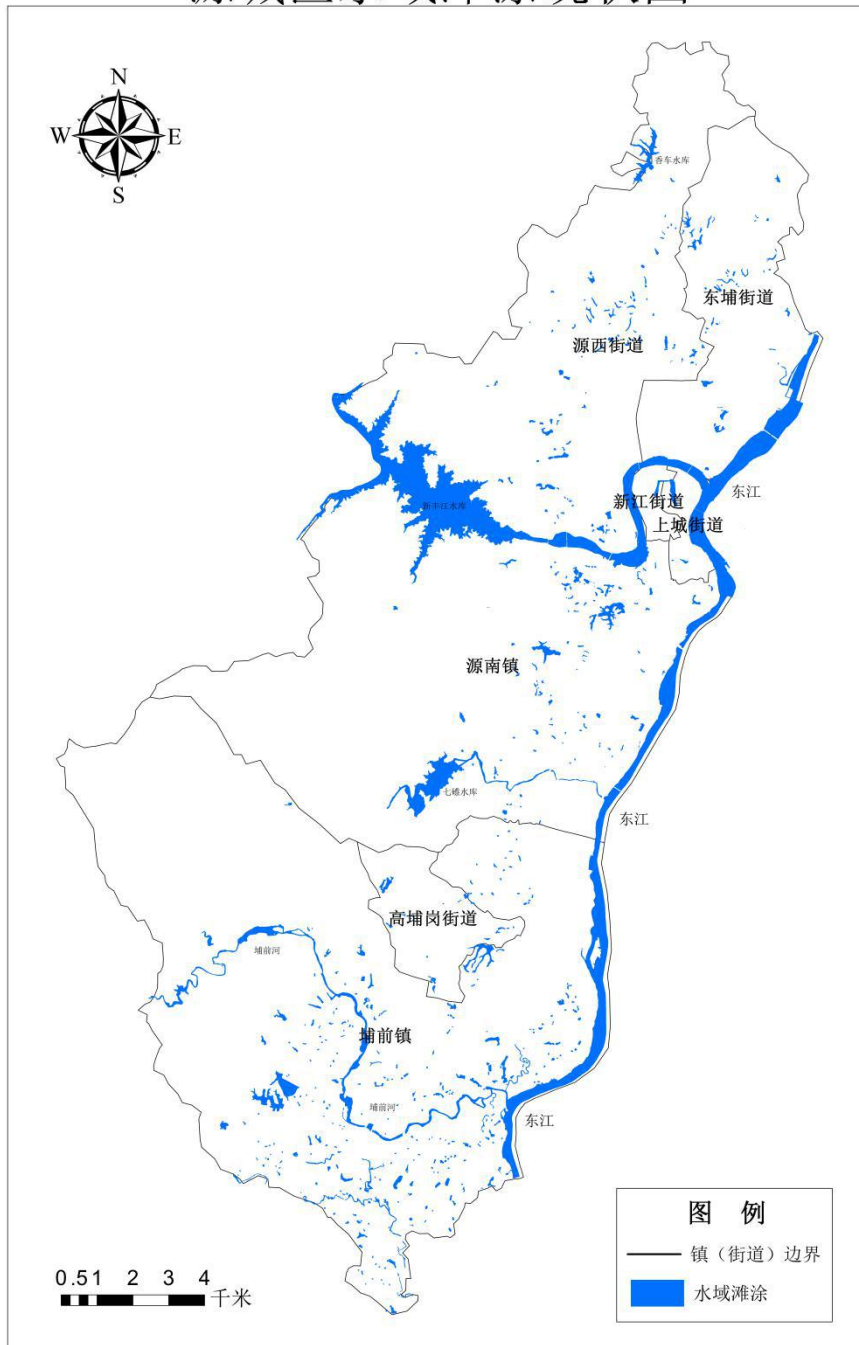 N
W E
S
香车水库
东埔街道
源西街道
东江
新江街道
新丰江水库
上城街道
源南镇
七礤水库
东江
高埔岗街道
埔前河
埔前镇
埔前河
东江
图 例
镇（街道）边界
水域滩涂
0 .5 1 2 3 4
千米